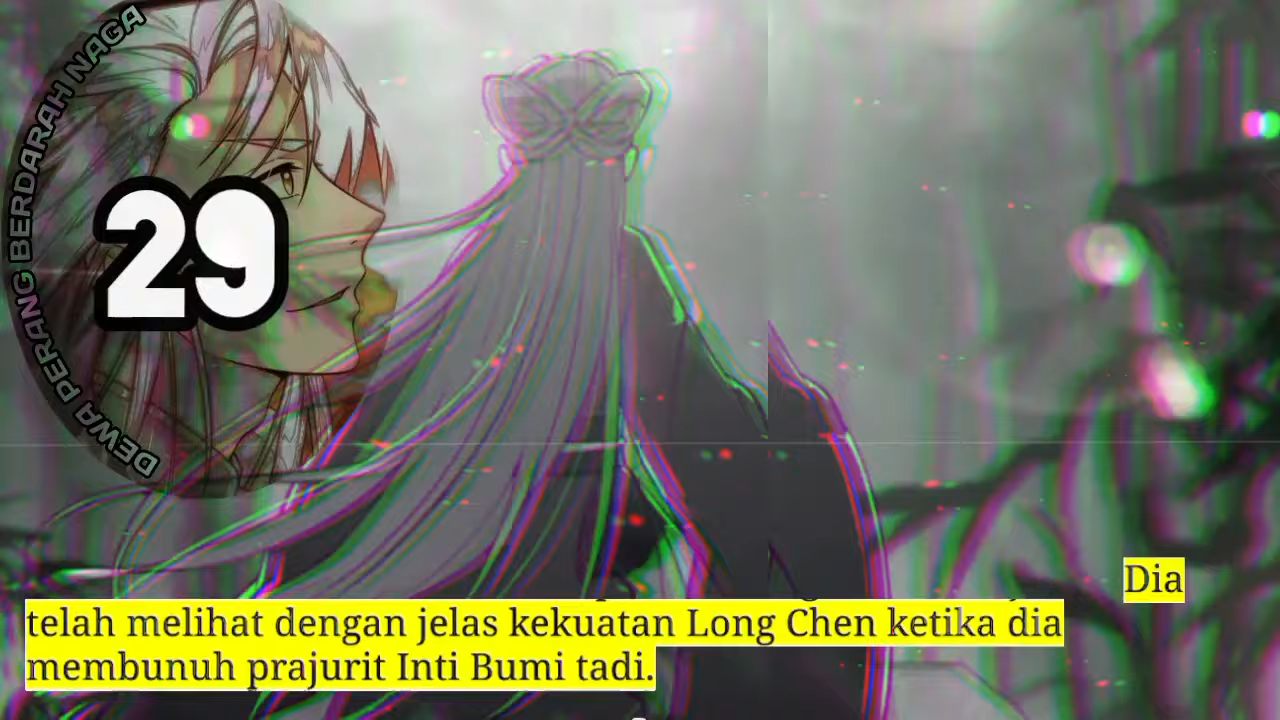 DEWA PERANG BERDARAH NAGA
29
Dia
telah melihat dengan jelas kekuatan Long Chen ketika dia
membunuh prajurit Inti Bumi tadi.